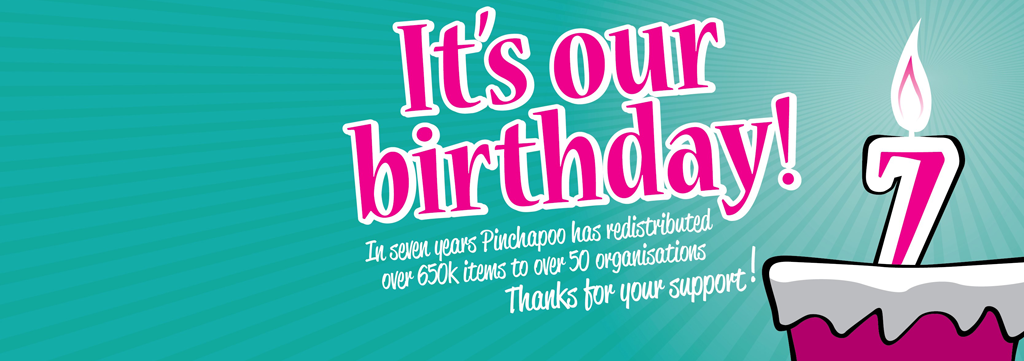 It's our
birthday!
In seven years Pinchapoo has redistributed
over 650k items to over 50 organisations
Thanks for your support!
7